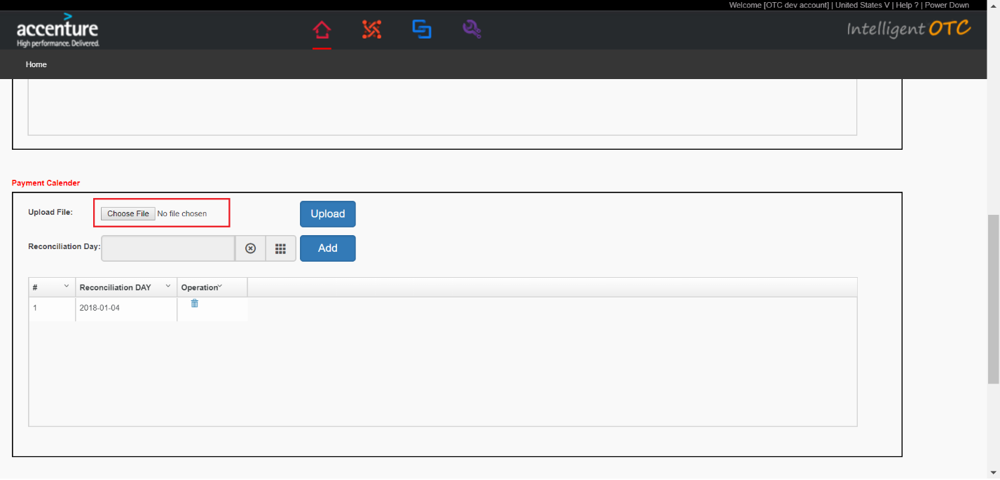 Welcome [OTC dev account] | United States V | Help ? | Power Down
accenture
High performance. Delivered.
Intelligent OTC
Home
Payment Calender
Upload File: Choose File No file chosen Upload
Reconciliation Day: Add
# Reconciliation DAY Operation
1 2018-01-04